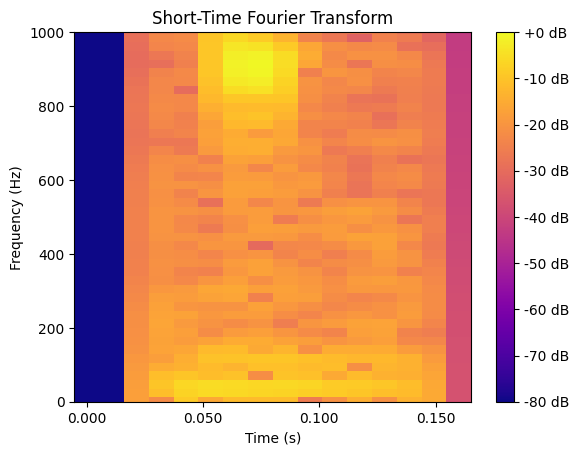 Short-Time Fourier Transform
Frequency (Hz)
1000
800
600
400
200
0
0.000
0.050
0.100
0.150
Time (s)
+0 dB
-10 dB
-20 dB
-30 dB
-40 dB
-50 dB
-60 dB
-70 dB
-80 dB